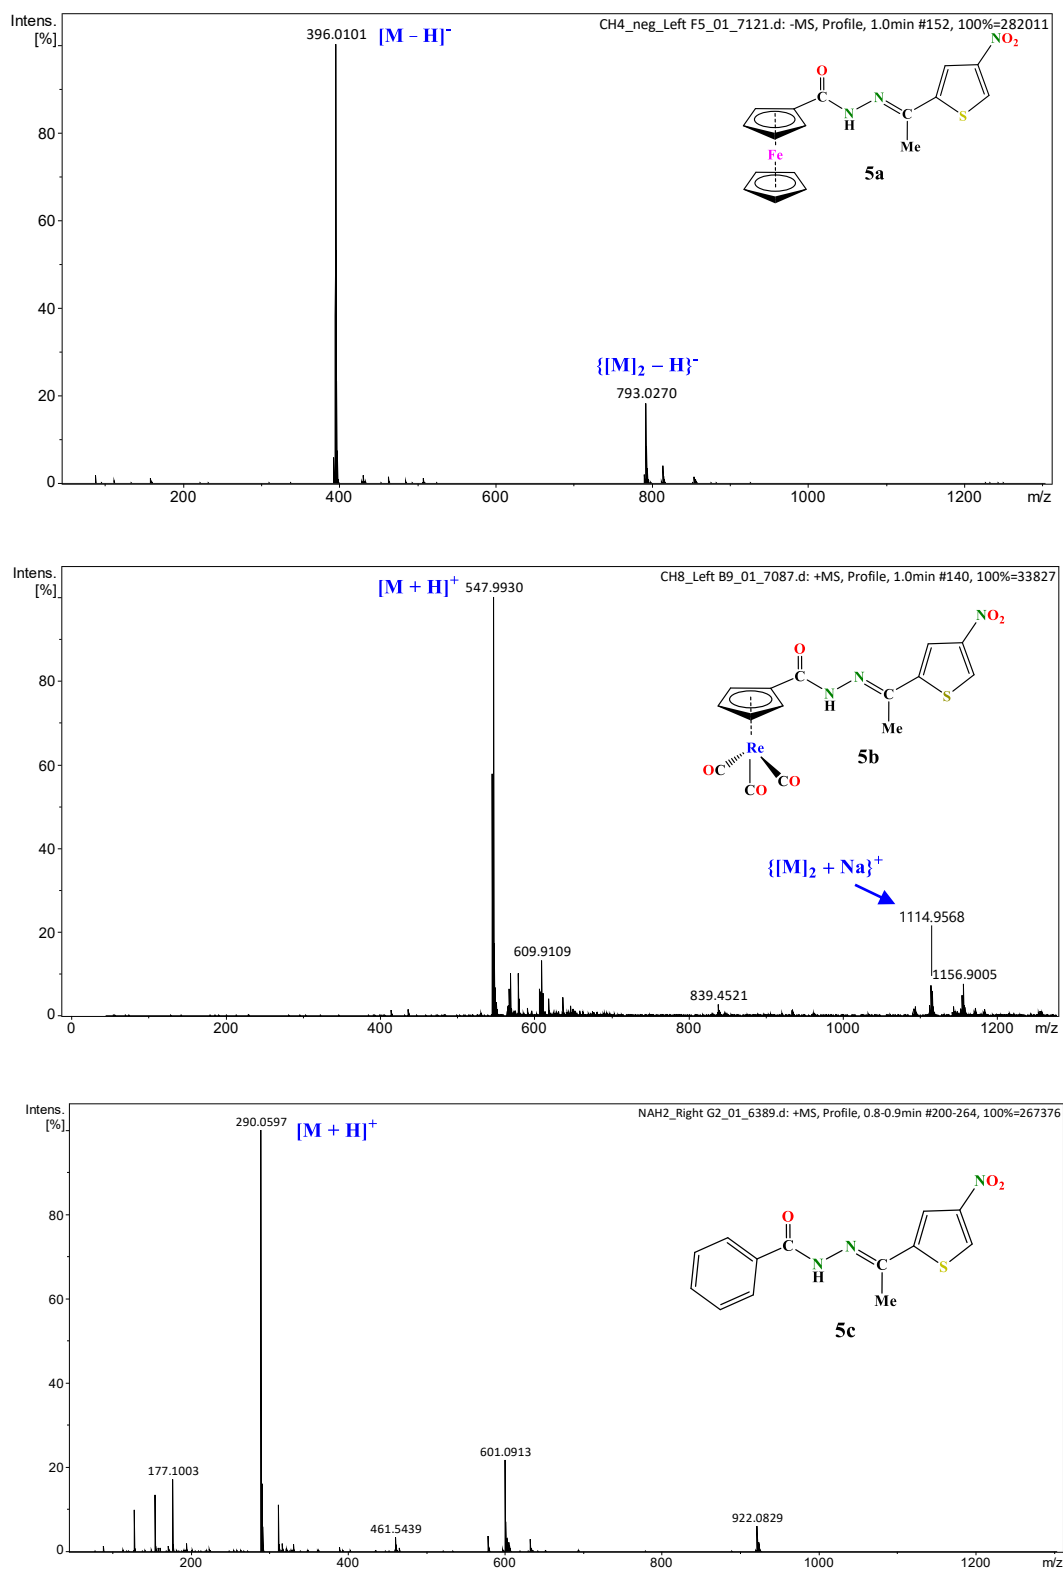 Intens.
[%]
396.0101
[M – H]-
CH4_neg_Left F5_01_7121.d: -MS, Profile, 1.0min #152, 100%=282011
NO2
O
C
N
H
N
C
S
Me
Fe
5a
80
60
40
20
0
{[M]2 – H}-
793.0270
200
400
600
800
1000
1200
m/z
Intens.
[%]
[M + H]+
547.9930
CH8_Left B9_01_7087.d: +MS, Profile, 1.0min #140, 100%=33827
NO2
O
C
N
H
N
C
S
Me
Re
OC
CO
CO
5b
80
60
40
20
0
{[M]2 + Na}+
1114.9568
609.9109
1156.9005
839.4521
0
200
400
600
800
1000
1200
m/z
Intens.
[%]
290.0597
[M + H]+
NAH2_Right G2_01_6389.d: +MS, Profile, 0.8-0.9min #200-264, 100%=267376
NO2
O
C
N
H
N
C
S
Me
5c
80
60
40
20
0
177.1003
601.0913
461.5439
922.0829
200
400
600
800
1000
1200
m/z